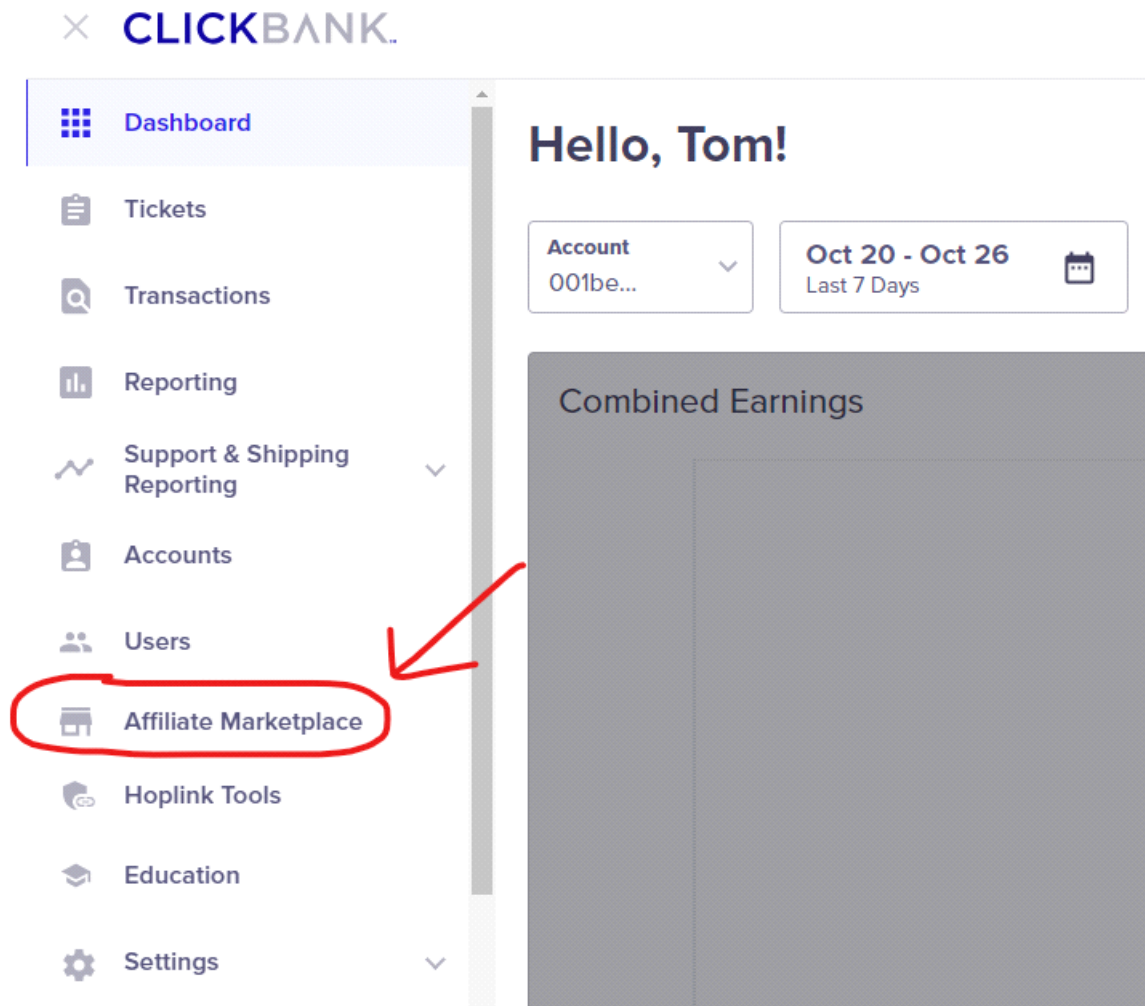 CLICKBANK™
Dashboard
Tickets
Transactions
Reporting
Support & Shipping
Reporting
Accounts
Users
Affiliate Marketplace
Hoplink Tools
Education
Settings
Hello, Tom!
Account
001be...
Oct 20 - Oct 26
Last 7 Days
Combined Earnings